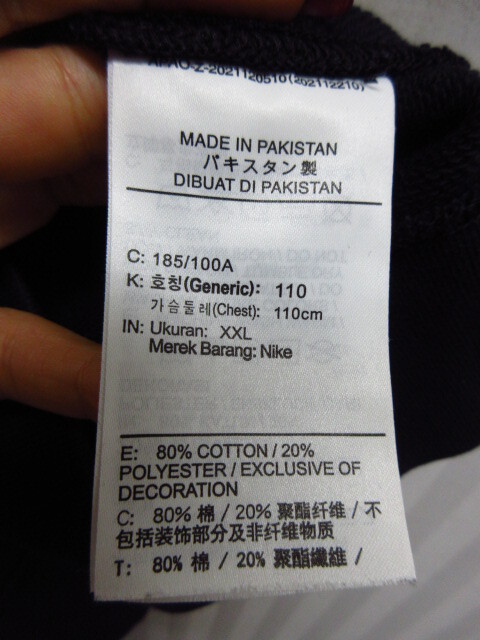 APAO-Z-2021120510(202112210)
MADE IN PAKISTAN
パキスタン製
DIBUAT DI PAKISTAN
C: 185/100A
K: 호칭(Generic): 110
가슴둘레(Chest): 110cm
IN: Ukuran: XXL
Merek Barang: Nike
E: 80% COTTON / 20%
POLYESTER / EXCLUSIVE OF
DECORATION
C: 80% 棉 / 20% 聚酯纤维 / 不
包括装饰部分及非纤维物质
T: 80% 棉 / 20% 聚酯纖維 /